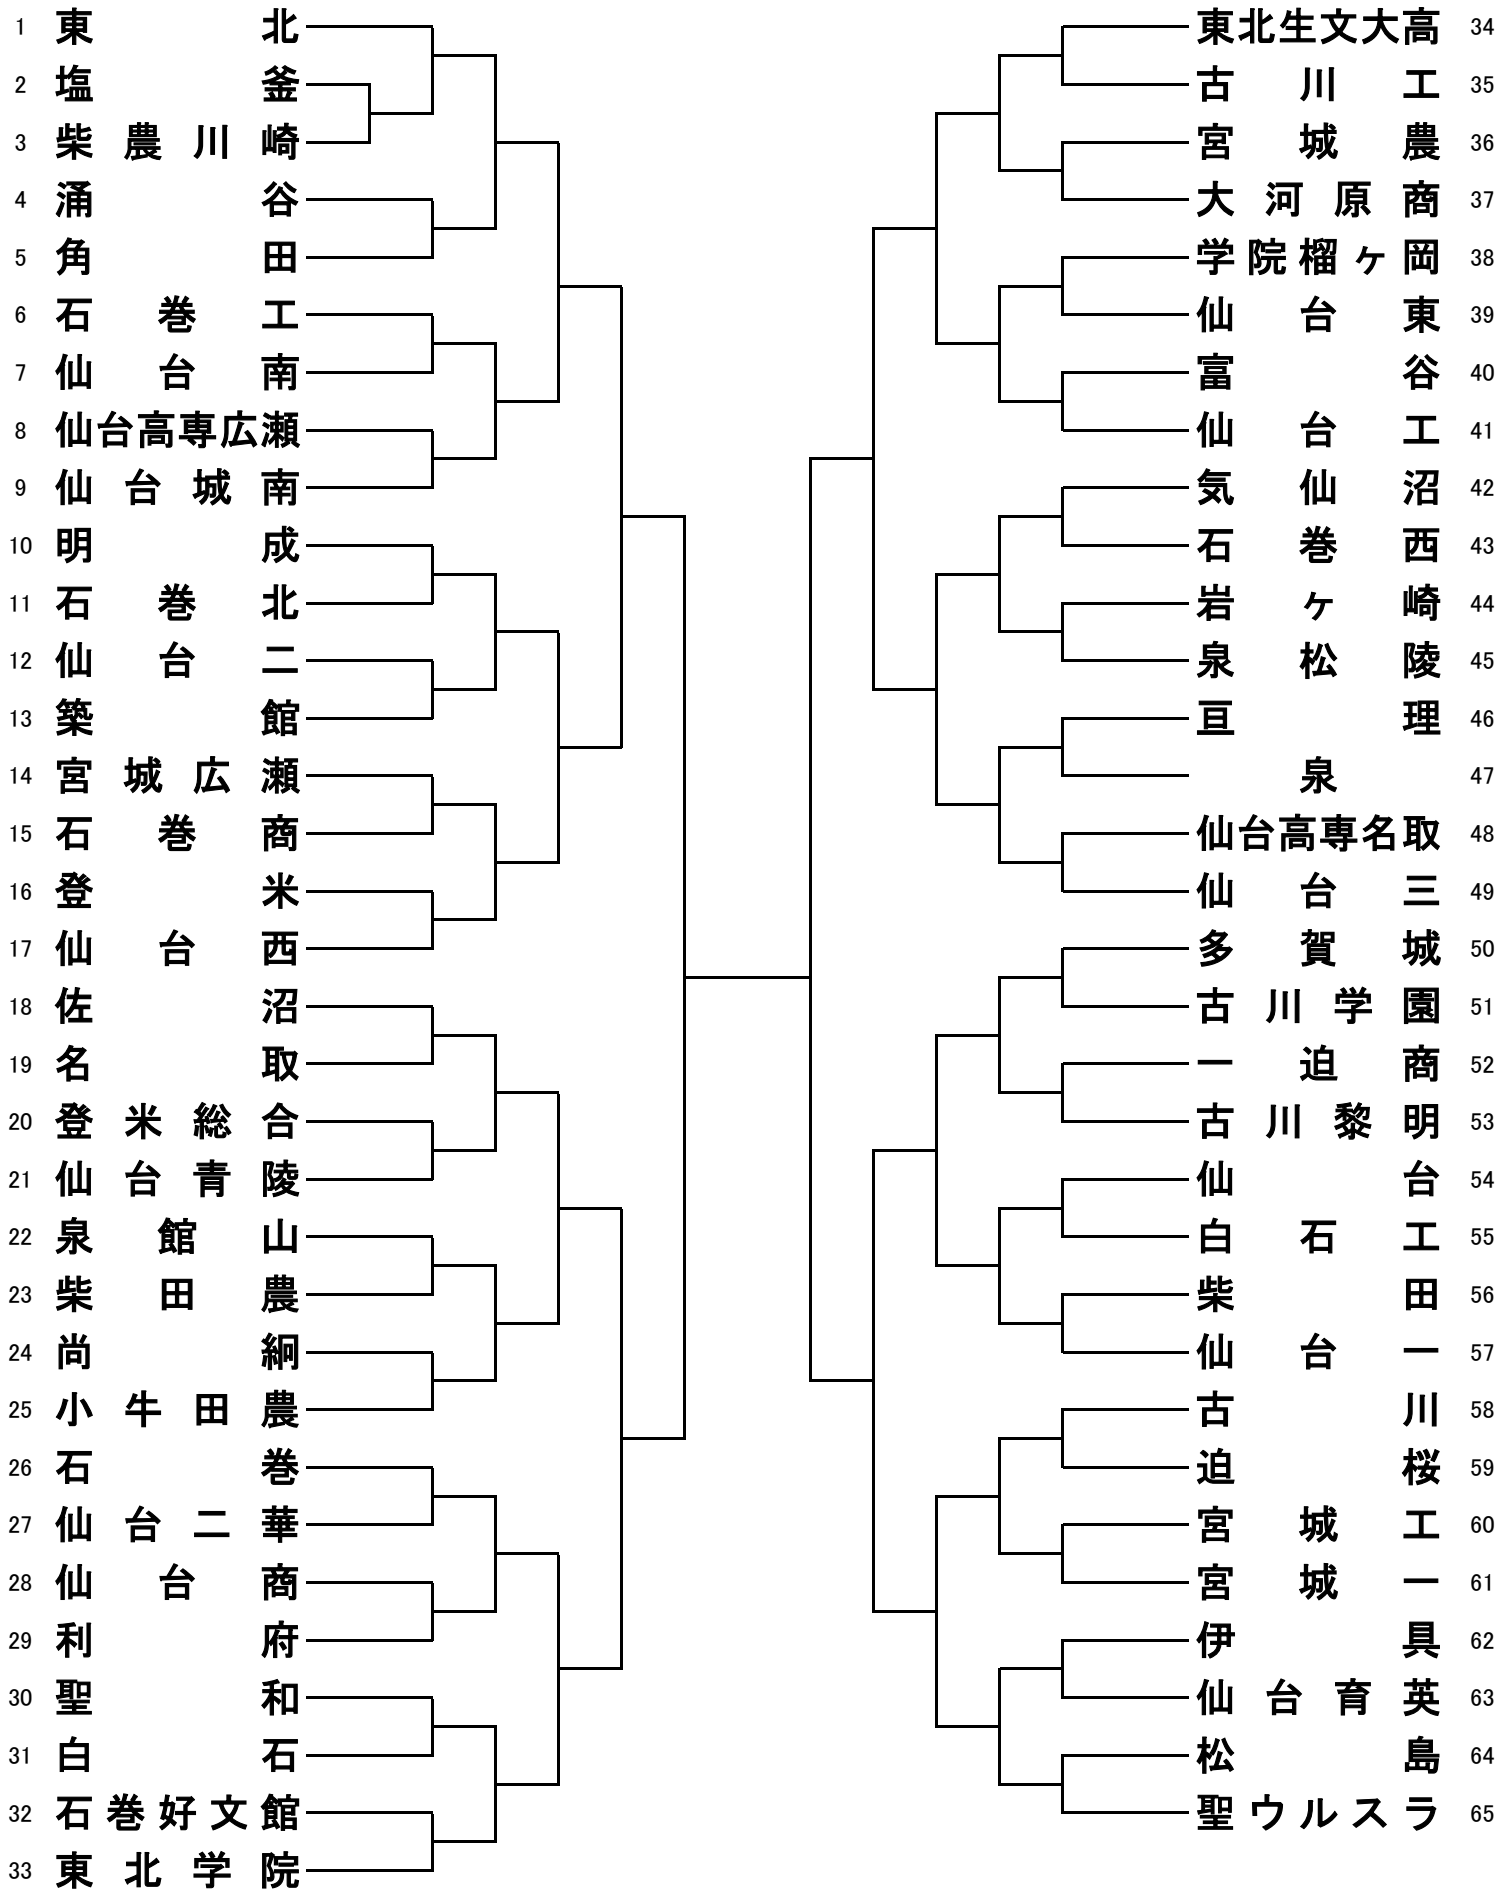 1 東北
2 塩釜
3 柴農川崎
4 涌谷
5 角田
6 石巻工
7 仙台南
8 仙台高専広瀬
9 仙台城南
10 明成
11 石巻北
12 仙台二
13 築館
14 宮城広瀬
15 石巻商
16 登米
17 仙台西
18 佐沼
19 名取
20 登米総合
21 仙台青陵
22 泉館山
23 柴田農
24 尚絅
25 小牛田農
26 石巻
27 仙台二華
28 仙台商
29 利府
30 聖和
31 白石
32 石巻好文館
33 東北学院
東北生文大高 34
古川工 35
宮城農 36
大河原商 37
学院榴ヶ岡 38
仙台東 39
富谷 40
仙台工 41
気仙沼 42
石巻西 43
岩ヶ崎 44
泉松陵 45
亘理 46
泉 47
仙台高専名取 48
仙台三 49
多賀城 50
古川学園 51
一迫商 52
古川黎明 53
仙台 54
白石工 55
柴田 56
仙台一 57
古川 58
迫桜 59
宮城工 60
宮城一 61
伊具 62
仙台育英 63
松島 64
聖ウルスラ 65